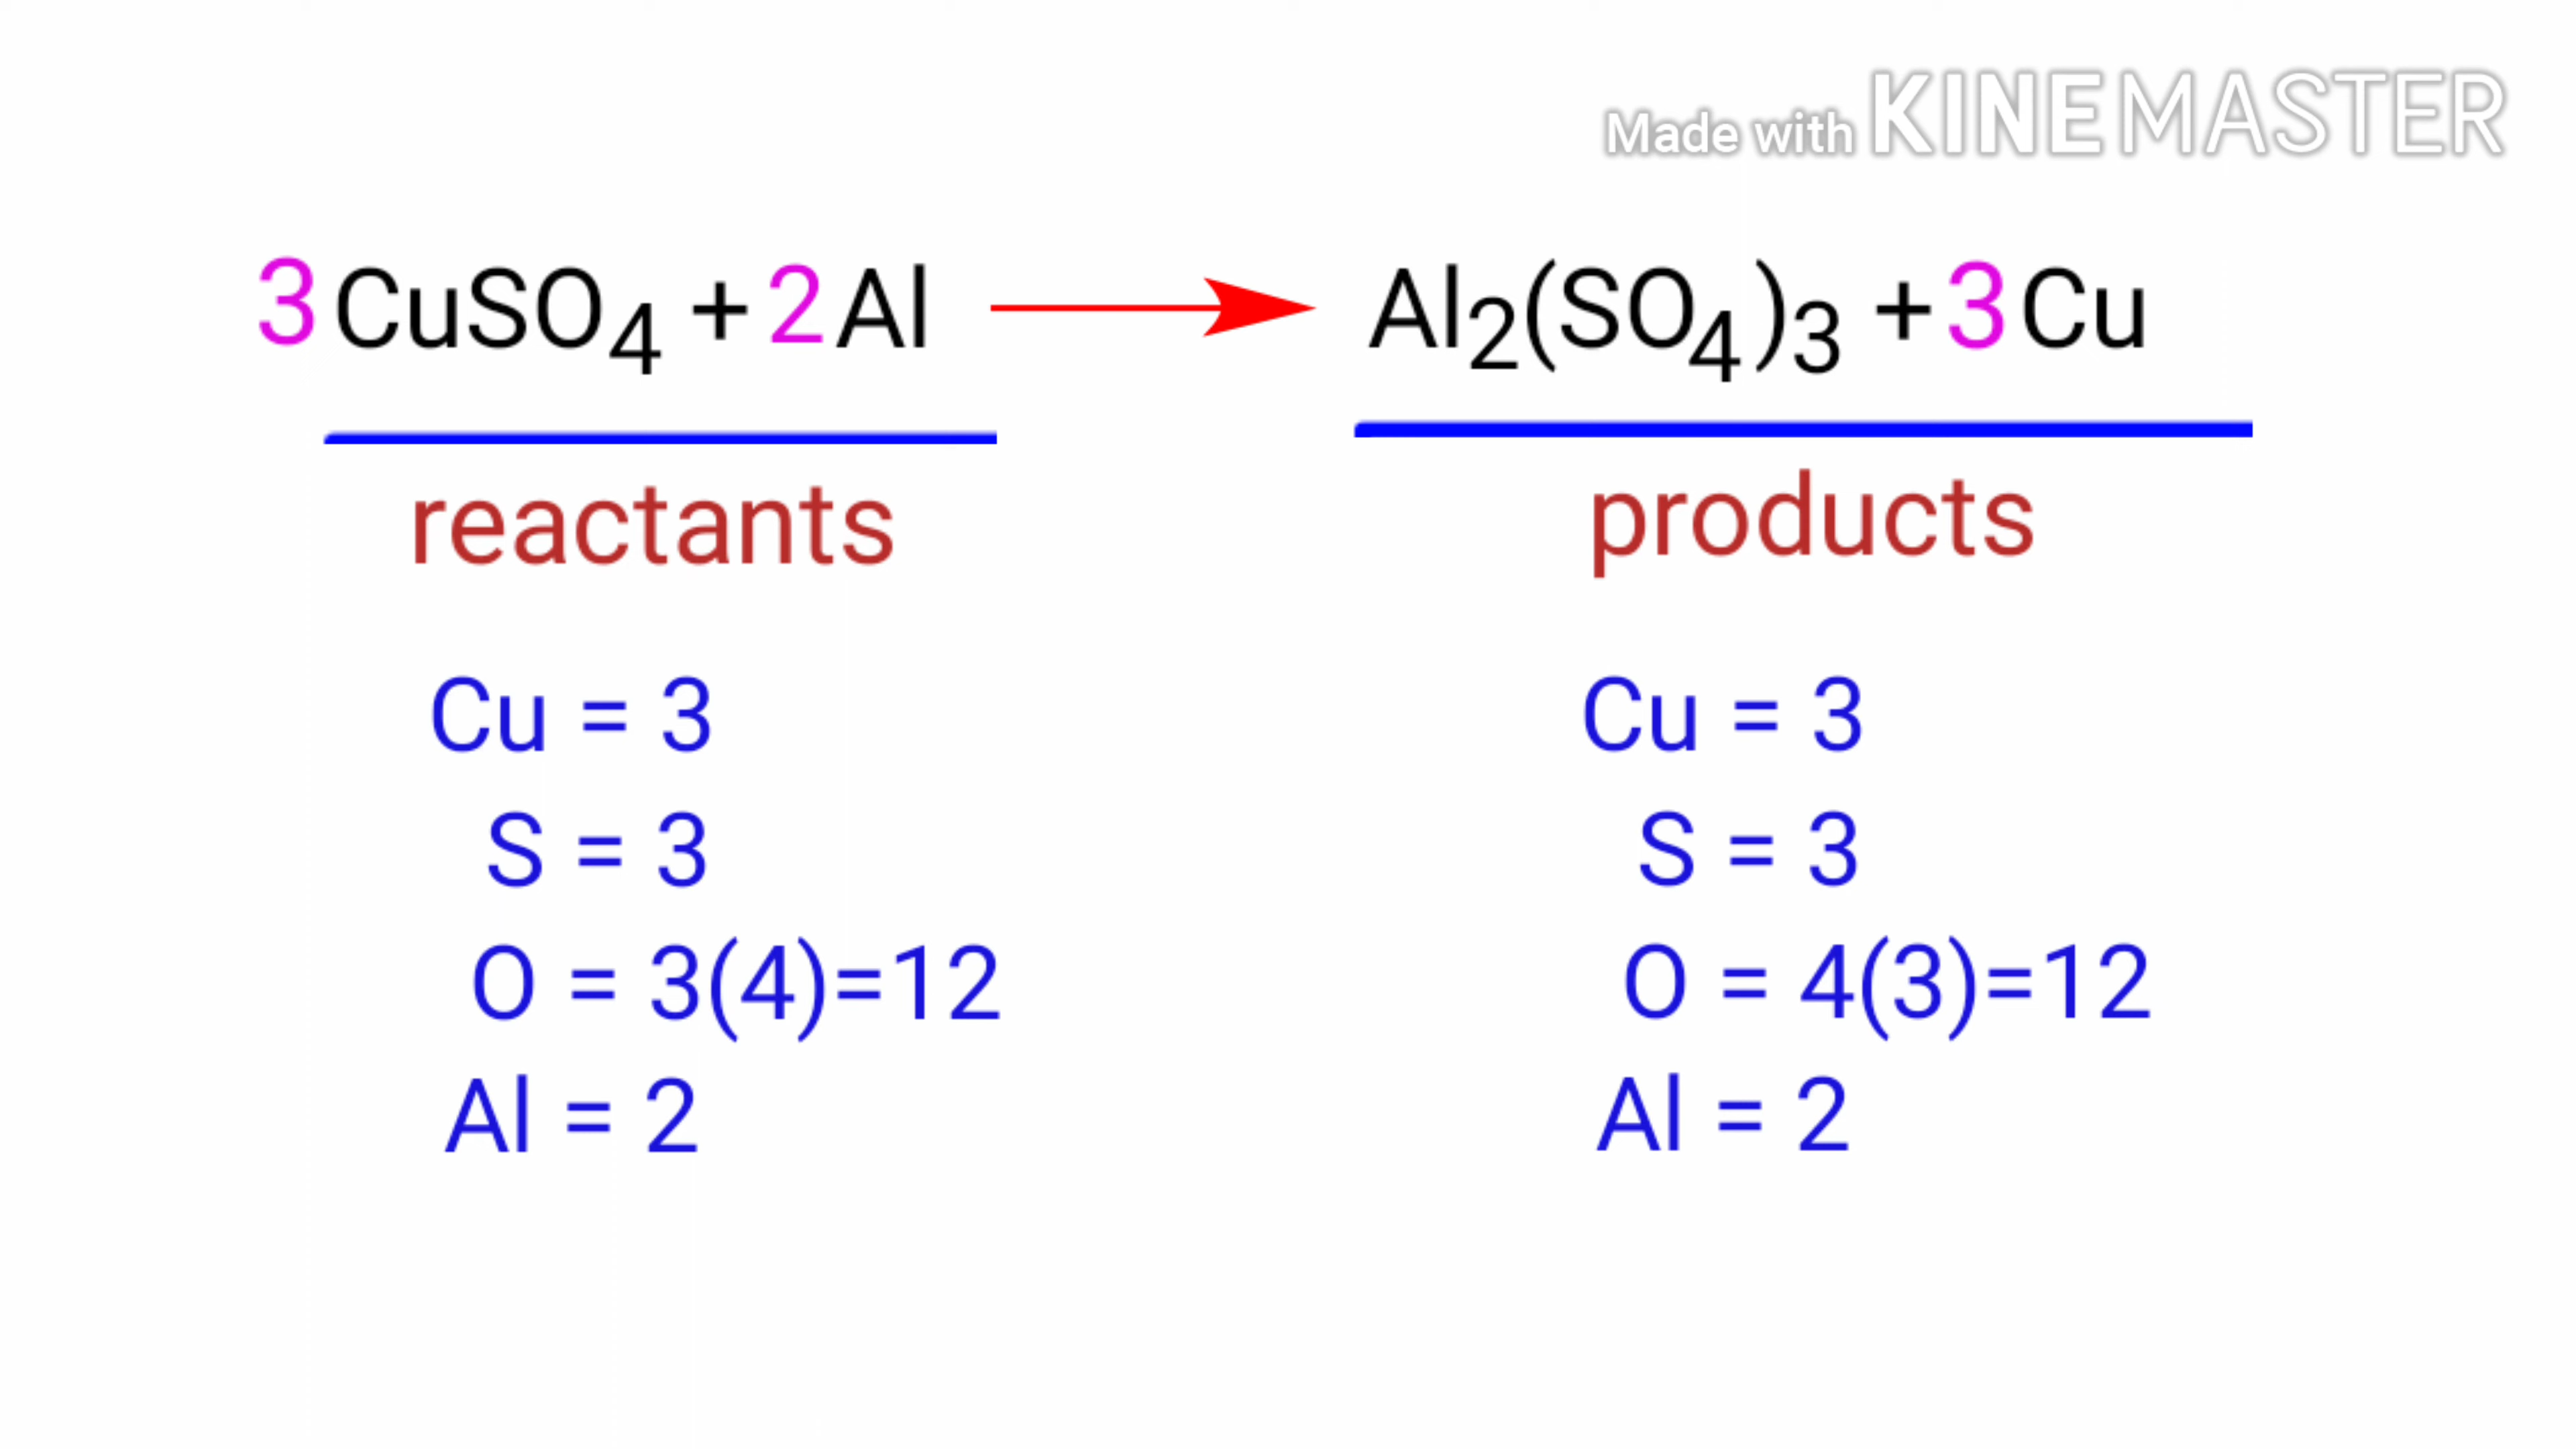 Made with KINEMASTER
3CuSO4 + 2Al → Al2(SO4)3 + 3Cu
reactants
products
Cu = 3
S = 3
O = 3(4)=12
Al = 2
Cu = 3
S = 3
O = 4(3)=12
Al = 2